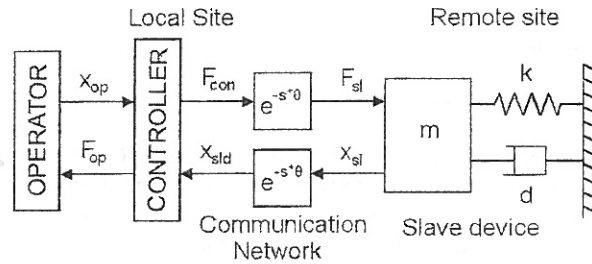 Local Site
Remote site
OPERATOR
x_op
F_op
CONTROLLER
F_con
e^-s*θ
F_sl
x_sld
e^-s*θ
x_sl
m
k
d
Communication
Network
Slave device